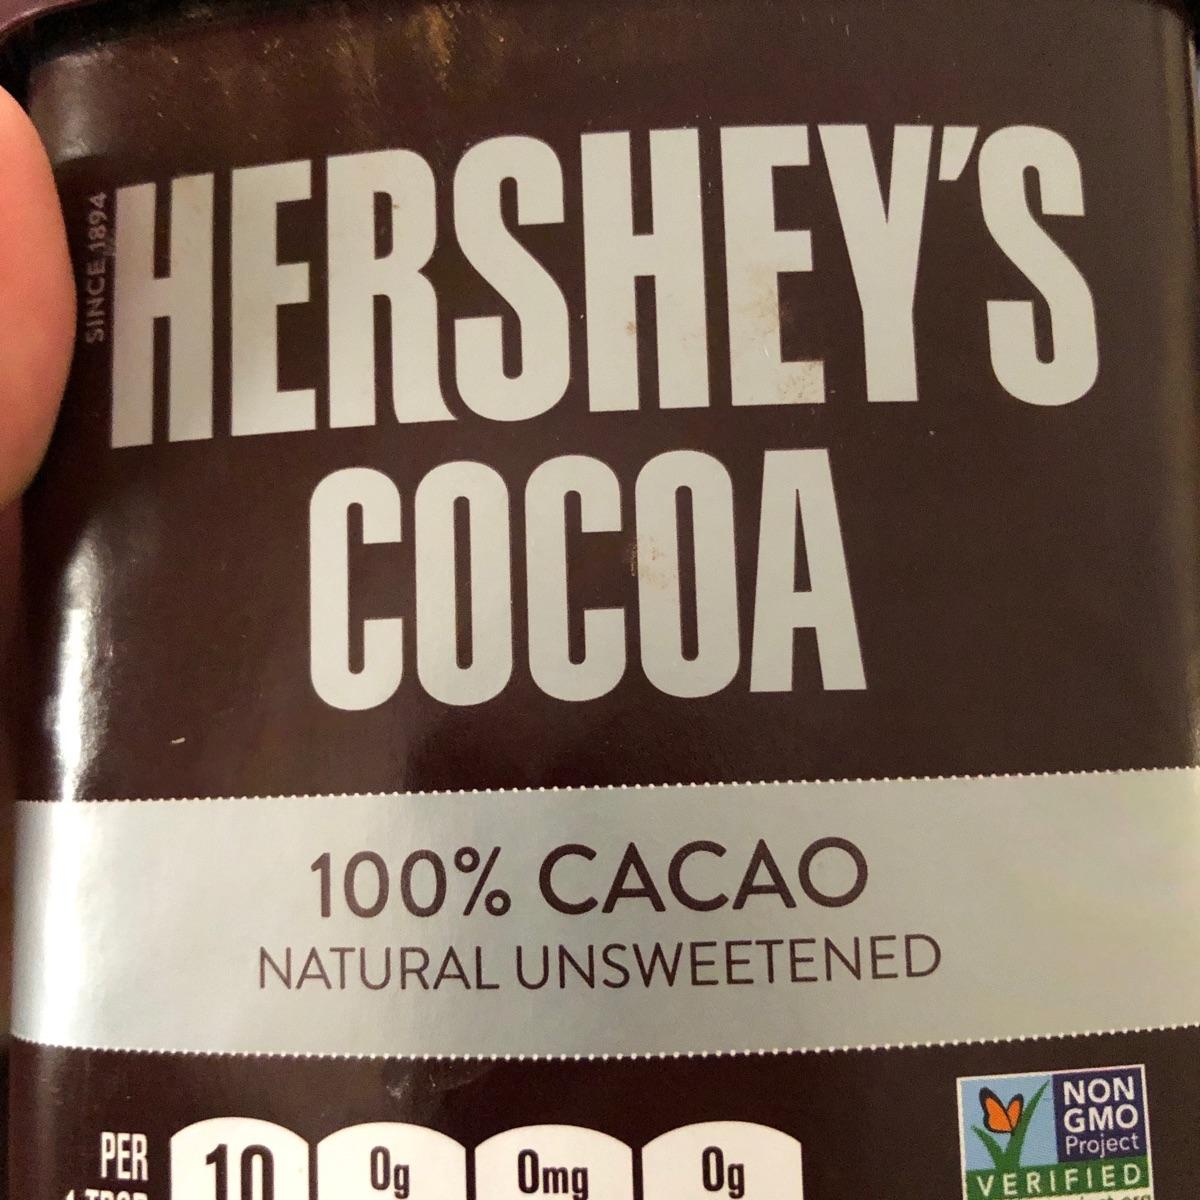 SINCE 1894
HERSHEY'S
COCOA
100% CACAO
NATURAL UNSWEETENED
PER
10
0g
0mg
0g
NON
GMO
Project
VERIFIED